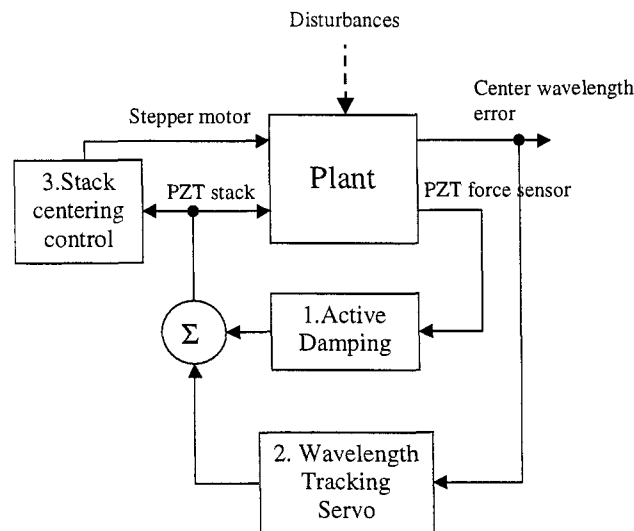 Disturbances
Center wavelength
error
Stepper motor
Plant
3.Stack
centering
control
PZT stack
PZT force sensor
Σ
1.Active
Damping
2. Wavelength
Tracking
Servo